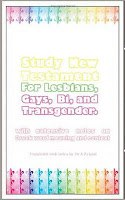 Study New
Testament
For Lesbians,
Gays, Bi, and
Transgender.
with extensive notes on
Greek word meaning and context